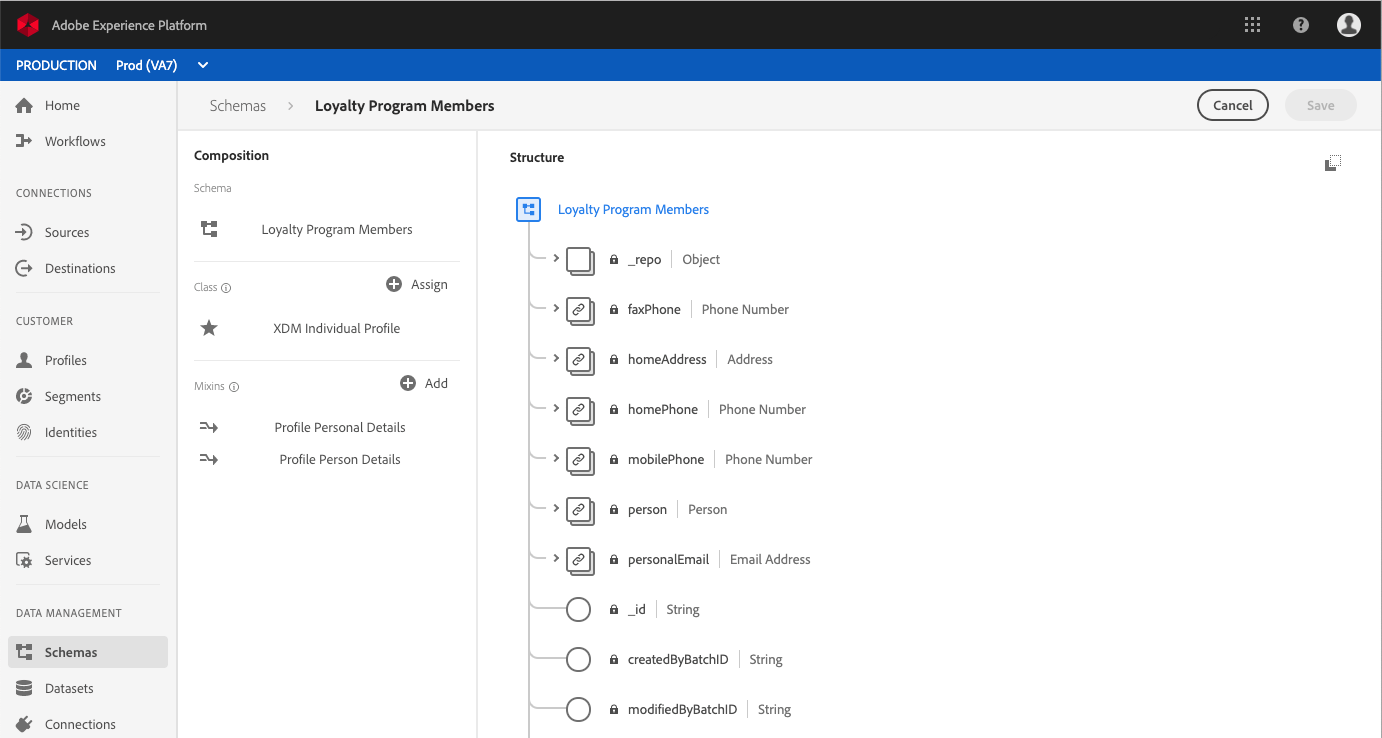 Adobe Experience Platform
PRODUCTION Prod (VA7)
Home
Workflows
CONNECTIONS
Sources
Destinations
CUSTOMER
Profiles
Segments
Identities
DATA SCIENCE
Models
Services
DATA MANAGEMENT
Schemas
Datasets
Connections
Schemas > Loyalty Program Members
Cancel
Save
Composition
Schema
Loyalty Program Members
Class
Assign
XDM Individual Profile
Mixins
Add
Profile Personal Details
Profile Person Details
Structure
Loyalty Program Members
_repo | Object
faxPhone | Phone Number
homeAddress | Address
homePhone | Phone Number
mobilePhone | Phone Number
person | Person
personalEmail | Email Address
_id | String
createdByBatchID | String
modifiedByBatchID | String